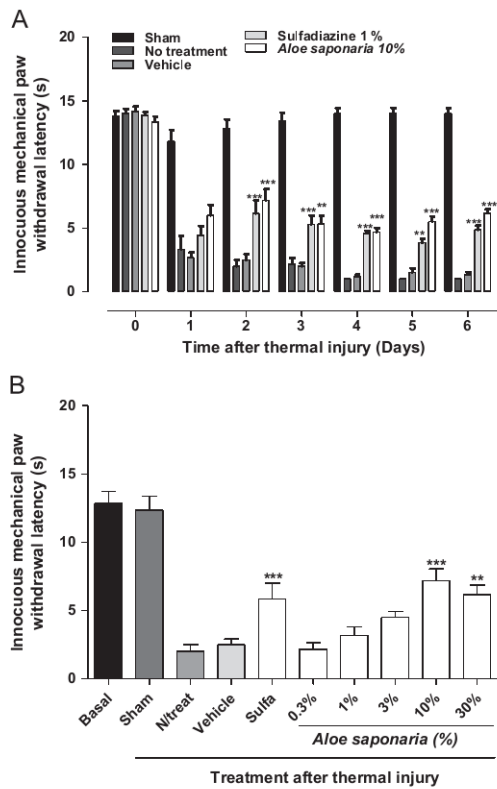 A
Sham
No treatment
Vehicle
Sulfadiazine 1 %
Aloe saponaria 10%
Innocuous mechanical paw
withdrawal latency (s)
20
15
10
5
0
*** *** *** ** *** *** ** *** *** ***
0 1 2 3 4 5 6
Time after thermal injury (Days)
B
Innocuous mechanical paw
withdrawal latency (s)
20
15
10
5
0
*** *** **
Basal Sham N/treat Vehicle Sulfa 0.3% 1% 3% 10% 30%
Aloe saponaria (%)
Treatment after thermal injury